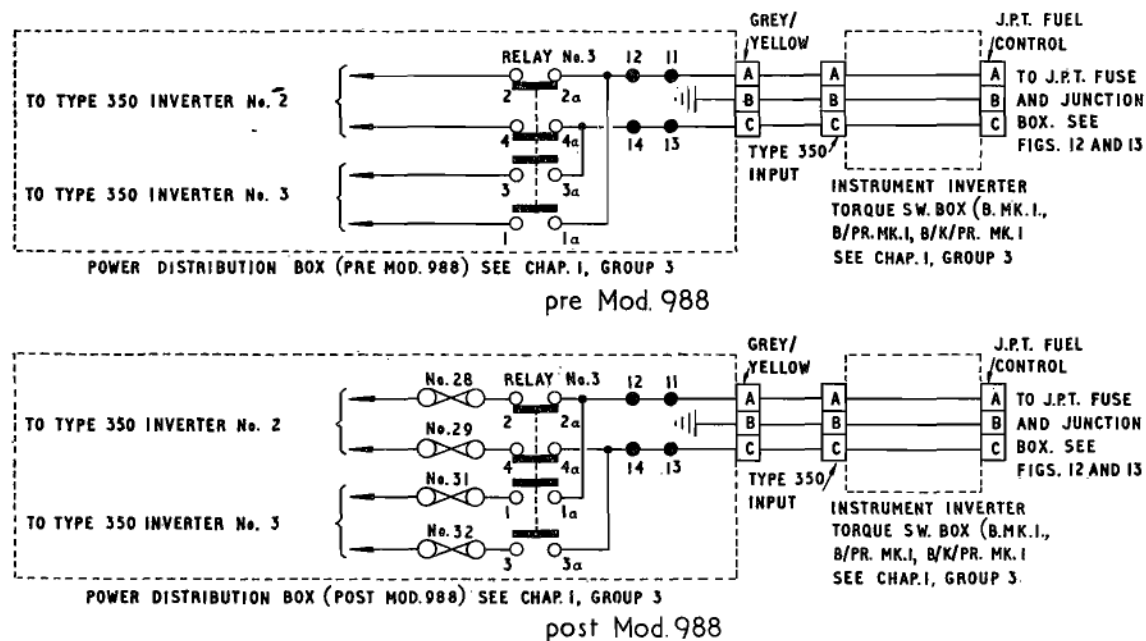 GREY/
YELLOW
J.P.T. FUEL
CONTROL
RELAY No.3 12 11
2 2a
A A A
TO TYPE 350 INVERTER No. 2
B B B
TO J.P.T. FUSE
AND JUNCTION
BOX. SEE
FIGS. 12 AND 13
4 4a 14 13
C C C
TO TYPE 350 INVERTER No. 3
3 3a
1 1a
TYPE 350
INPUT
INSTRUMENT INVERTER
TORQUE SW. BOX (B. MK.I.,
B/PR. MK.I, B/K/PR. MK.I
SEE CHAP. I, GROUP 3
POWER DISTRIBUTION BOX (PRE MOD. 988) SEE CHAP. I, GROUP 3
pre Mod. 988
GREY/
YELLOW
J.P.T. FUEL
CONTROL
No.28 RELAY No.3 12 11
2 2a
A A A
TO TYPE 350 INVERTER No. 2
B B B
TO J.P.T. FUSE
AND JUNCTION
BOX. SEE
FIGS. 12 AND 13
No.29
4 4a 14 13
C C C
No.31
1 1a
TO TYPE 350 INVERTER No. 3
No.32
3 3a
TYPE 350
INPUT
INSTRUMENT INVERTER
TORQUE SW. BOX (B.MK.I.,
B/PR. MK.I, B/K/PR. MK.I
SEE CHAP. I, GROUP 3
POWER DISTRIBUTION BOX (POST MOD. 988) SEE CHAP. I, GROUP 3
post Mod. 988